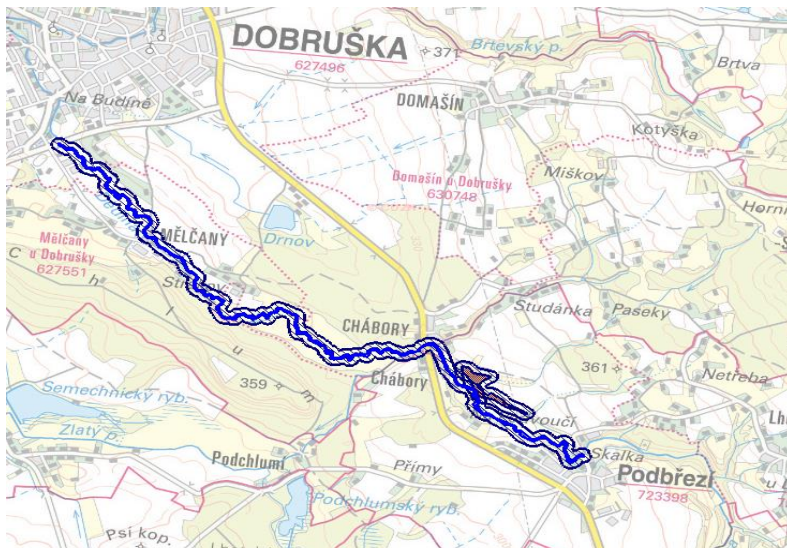 DOBRUŠKA
627496
371
Brtevský p.
Brtva
Na Budíně
DOMAŠÍN
Kotyška
Domašín u Dobrušky
630748
Miškov
Mělčany
u Dobrušky
627551
MĚLČANY
Drnov
Chlum
Studánka
Paseky
CHÁBORY
Chábory
359
361
Netřeba
Semechnický ryb.
Zlatý p.
Podchlumí
Přímy
Skalka
Podbřezí
723398
Podchlumský ryb.
Psí kop.